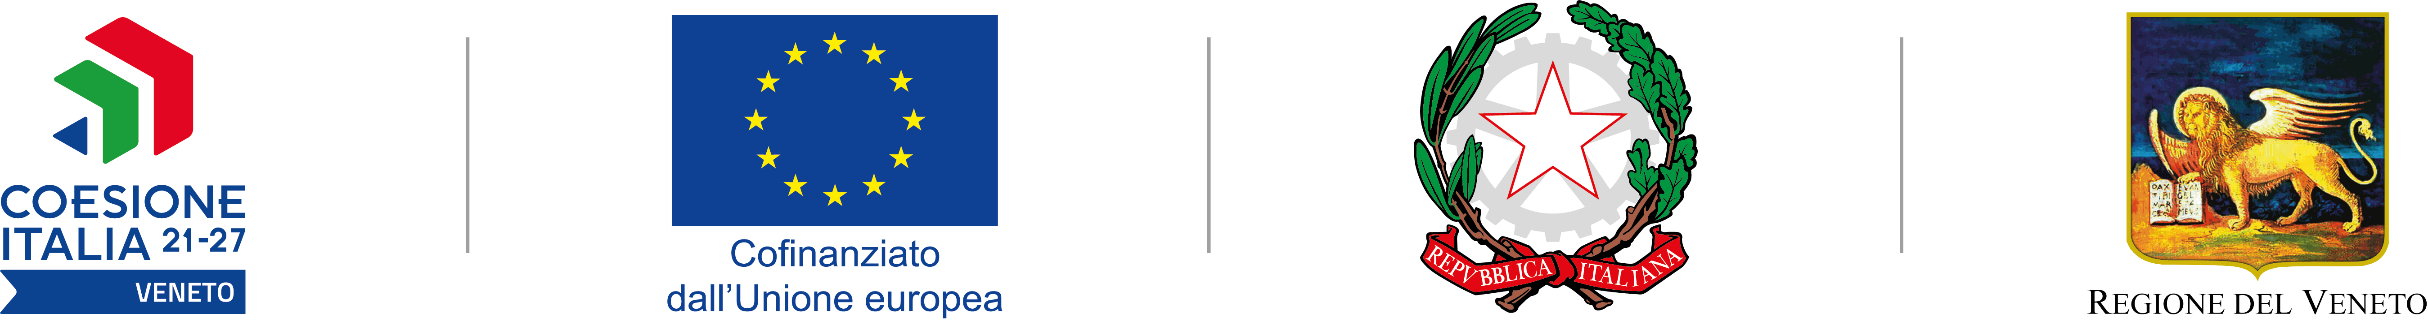 COESIONE
ITALIA 21-27
VENETO
Cofinanziato
dall'Unione europea
REPVBBLICA ITALIANA
REGIONE DEL VENETO